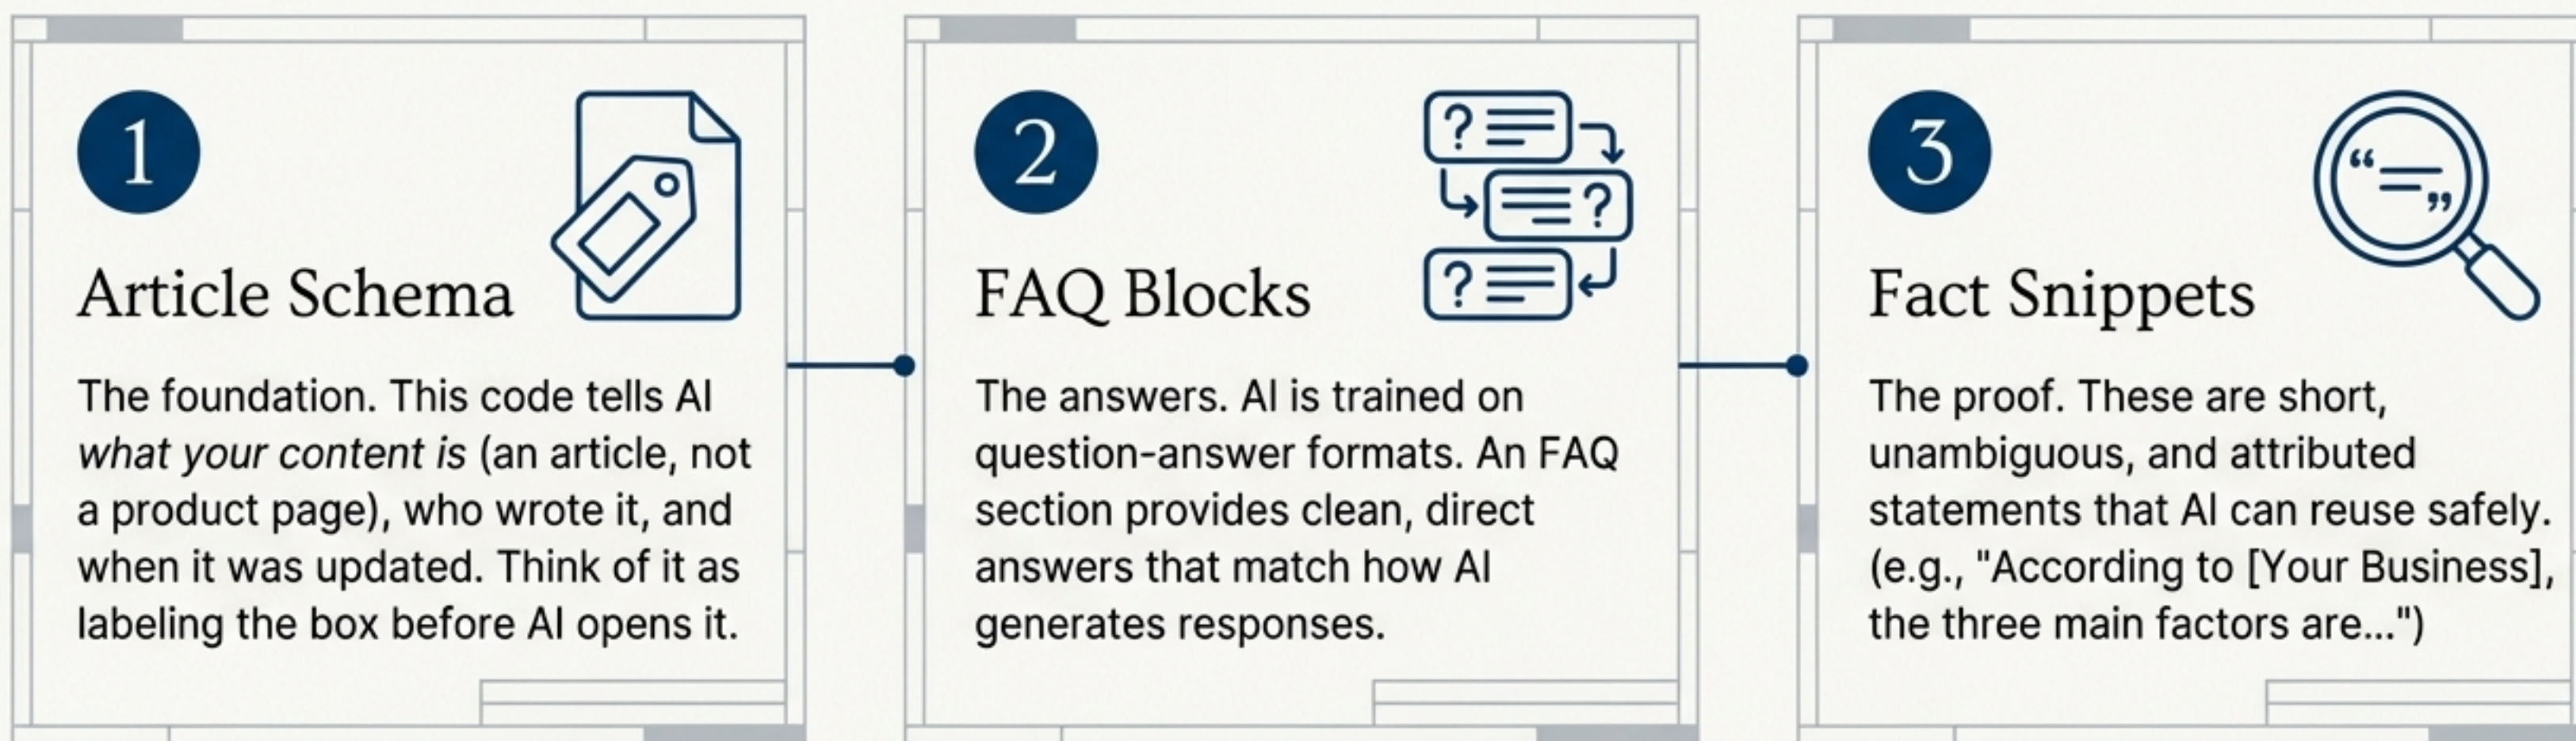 1
Article Schema
The foundation. This code tells AI
what your content is (an article, not
a product page), who wrote it, and
when it was updated. Think of it as
labeling the box before AI opens it.
2
? ? ?
FAQ Blocks
The answers. AI is trained on
question-answer formats. An FAQ
section provides clean, direct
answers that match how AI
generates responses.
3
“ ”
Fact Snippets
The proof. These are short,
unambiguous, and attributed
statements that AI can reuse safely.
(e.g., "According to [Your Business],
the three main factors are...")